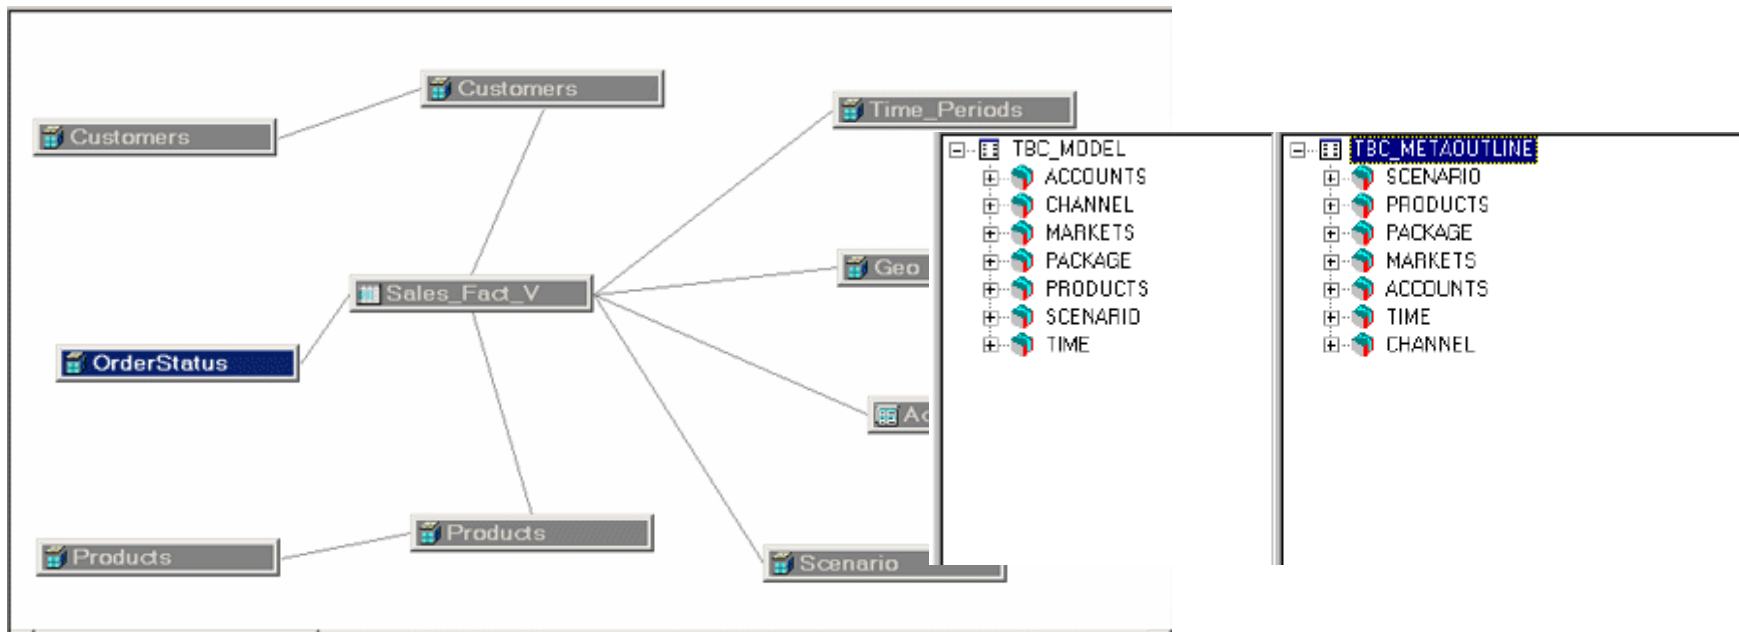 Customers
Customers
Time_Periods
Sales_Fact_V
Geo
OrderStatus
Products
Products
Scenario
TBC_MODEL
ACCOUNTS
CHANNEL
MARKETS
PACKAGE
PRODUCTS
SCENARIO
TIME
TBC_METAOUTLINE
SCENARIO
PRODUCTS
PACKAGE
MARKETS
ACCOUNTS
TIME
CHANNEL